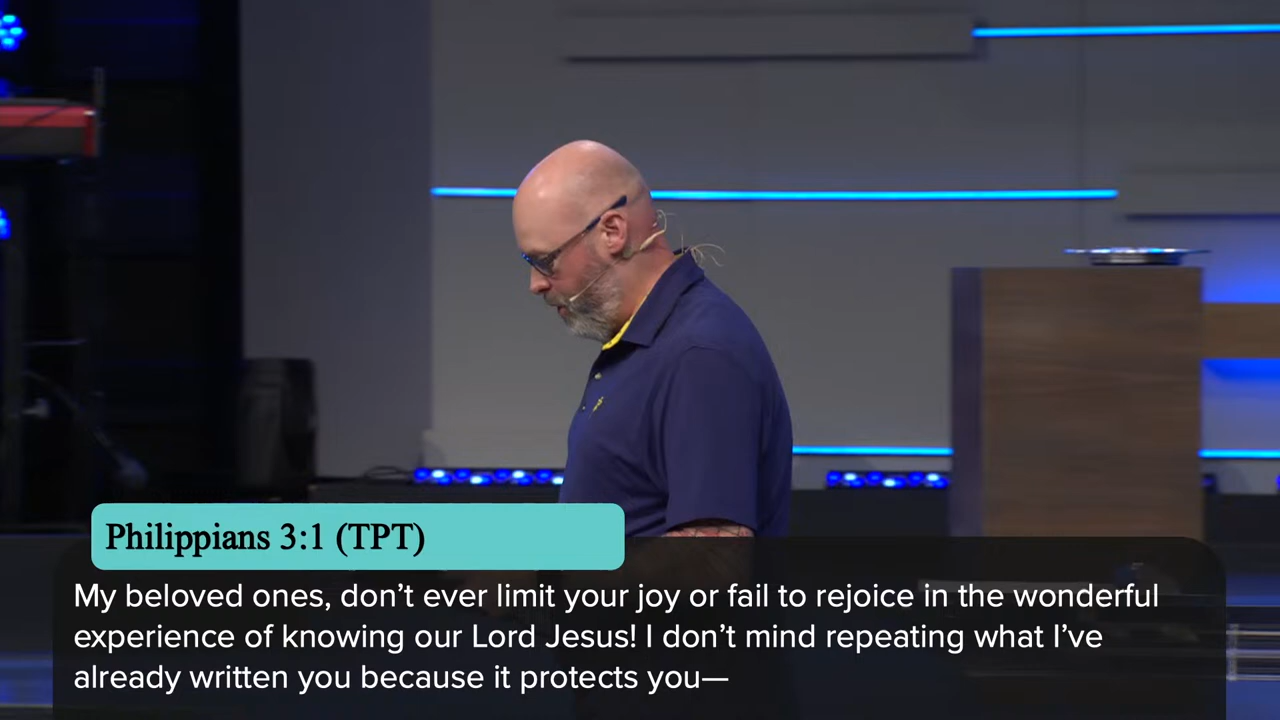 Philippians 3:1 (TPT)
My beloved ones, don’t ever limit your joy or fail to rejoice in the wonderful
experience of knowing our Lord Jesus! I don’t mind repeating what I’ve
already written you because it protects you—